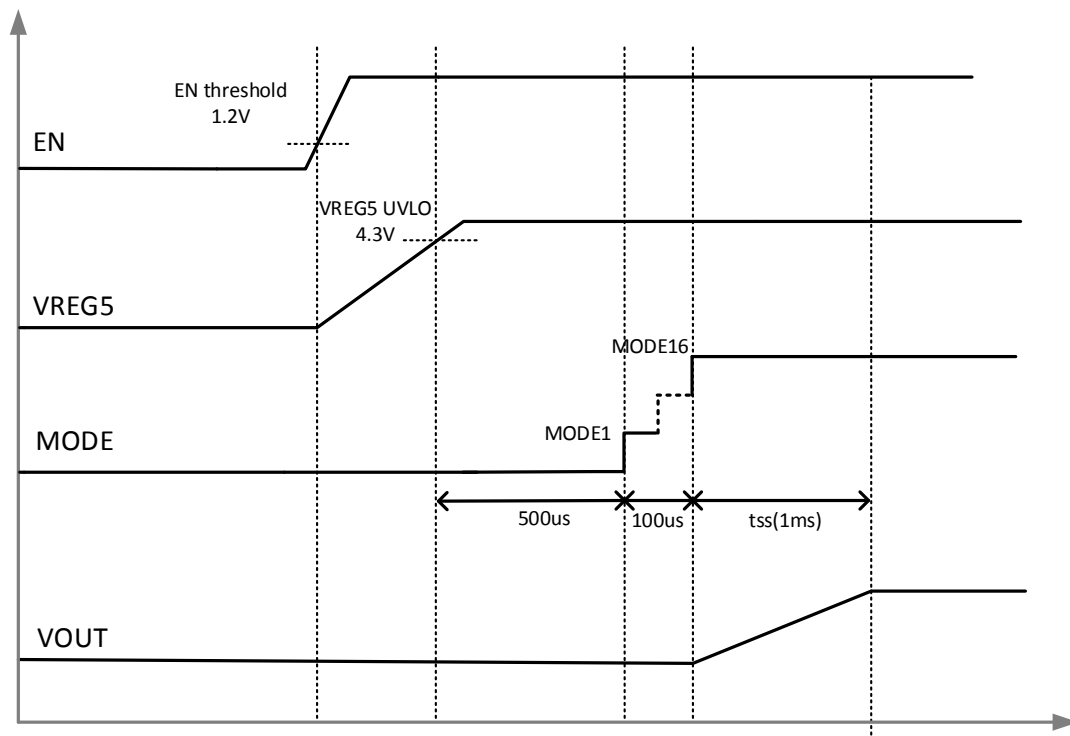 EN threshold
1.2V
EN
VREG5 UVLO
4.3V
VREG5
MODE16
MODE1
MODE
500us
100us
tss(1ms)
VOUT